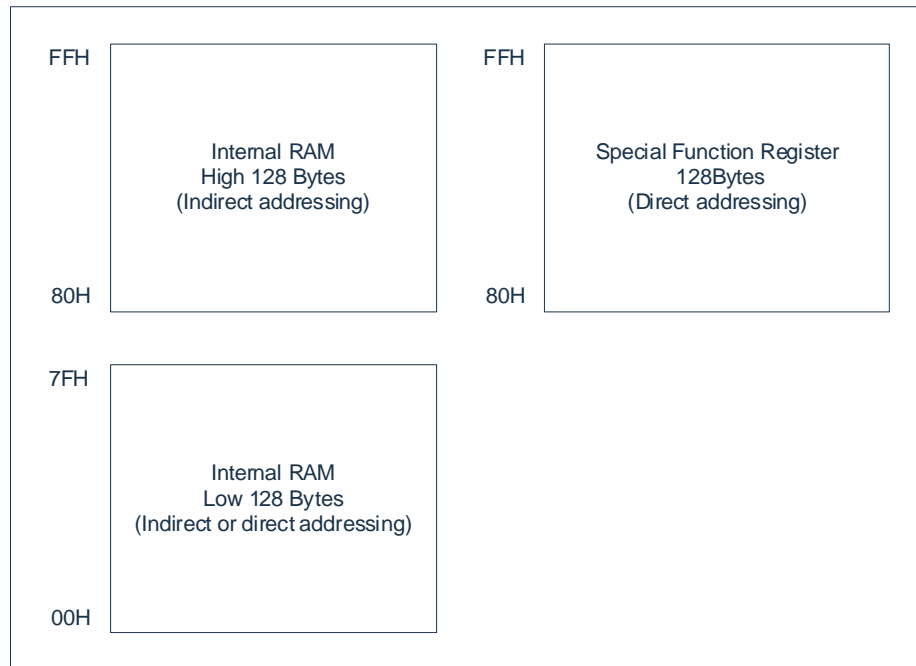 FFH
Internal RAM
High 128 Bytes
(Indirect addressing)
80H
FFH
Special Function Register
128Bytes
(Direct addressing)
80H
7FH
Internal RAM
Low 128 Bytes
(Indirect or direct addressing)
00H